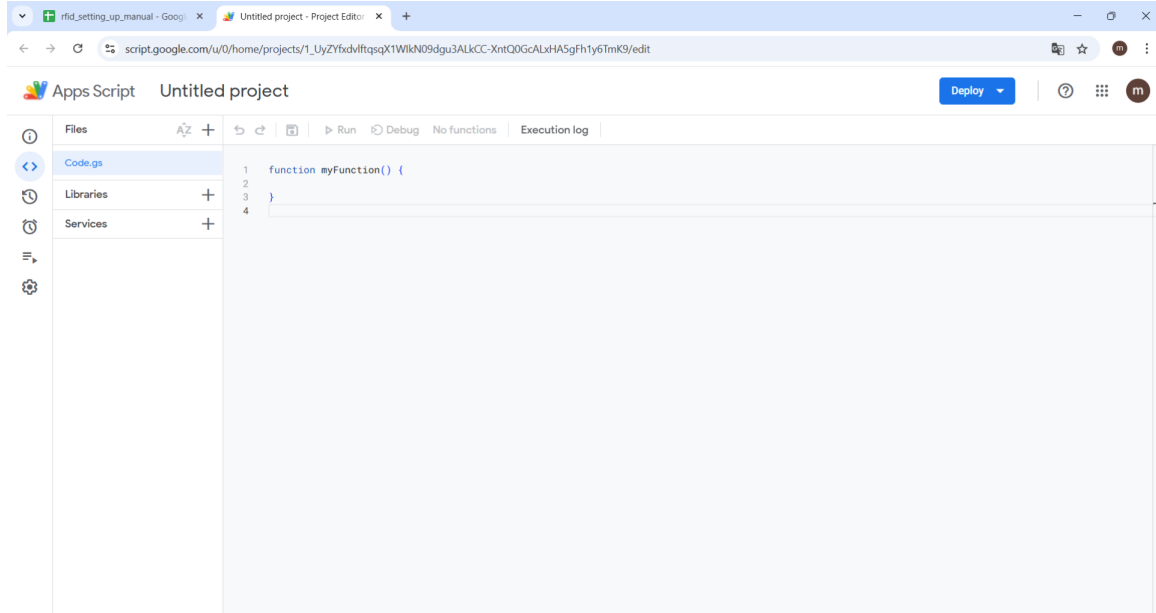 rfid_setting_up_manual - Googl
Untitled project - Project Editor
script.google.com/u/0/home/projects/1_UyZYfxdvlftqsqX1WlkN09dgu3ALkCC-XntQ0GcALxHA5gFh1y6TmK9/edit
m
Apps Script Untitled project
Deploy
m
Files
AZ
Run Debug No functions Execution log
Code.gs
Libraries
Services
1 function myFunction() {
2
3 }
4